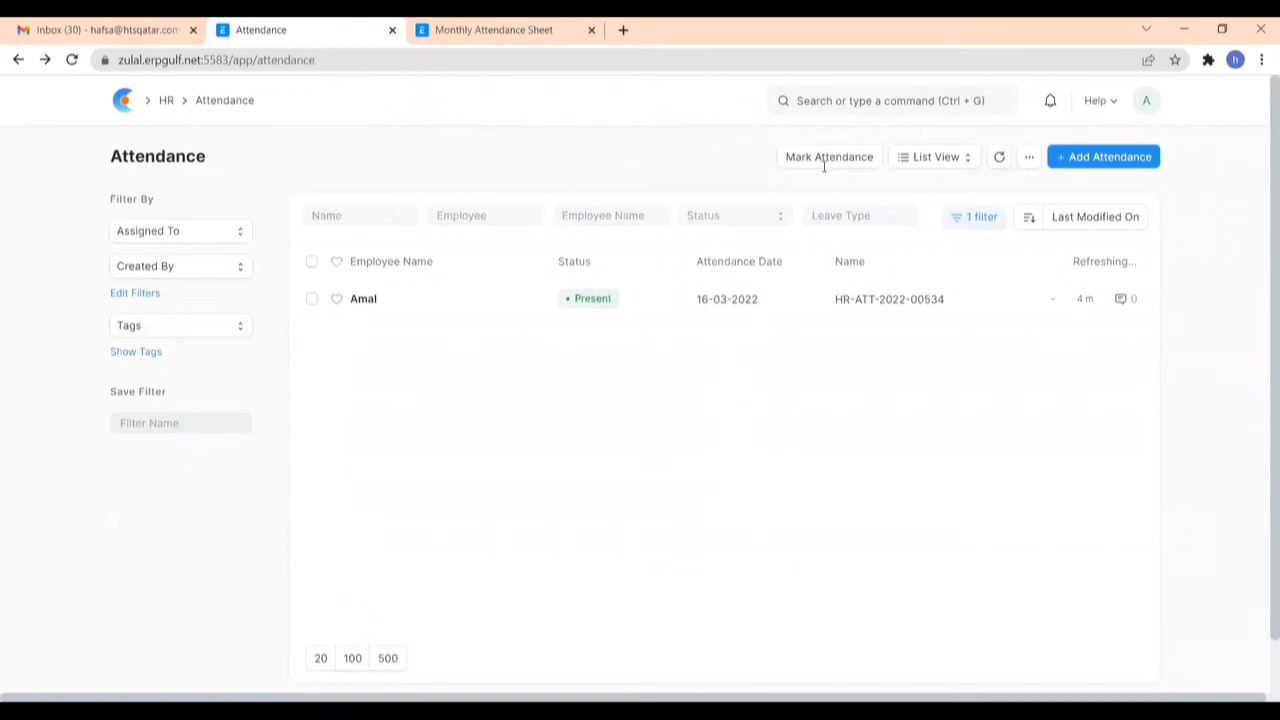 Inbox (30) - hafsa@htsqatar.com
Attendance
Monthly Attendance Sheet
zulal.erpgulf.net:5583/app/attendance
h
HR
Attendance
Search or type a command (Ctrl + G)
Help
A
Attendance
Mark Attendance
List View
...
+ Add Attendance
Filter By
Assigned To
Created By
Edit Filters
Tags
Show Tags
Save Filter
Filter Name
Name
Employee
Employee Name
Status
Leave Type
1 filter
Last Modified On
Employee Name
Status
Attendance Date
Name
Refreshing...
Amal
Present
16-03-2022
HR-ATT-2022-00534
-
4 m
0
20
100
500